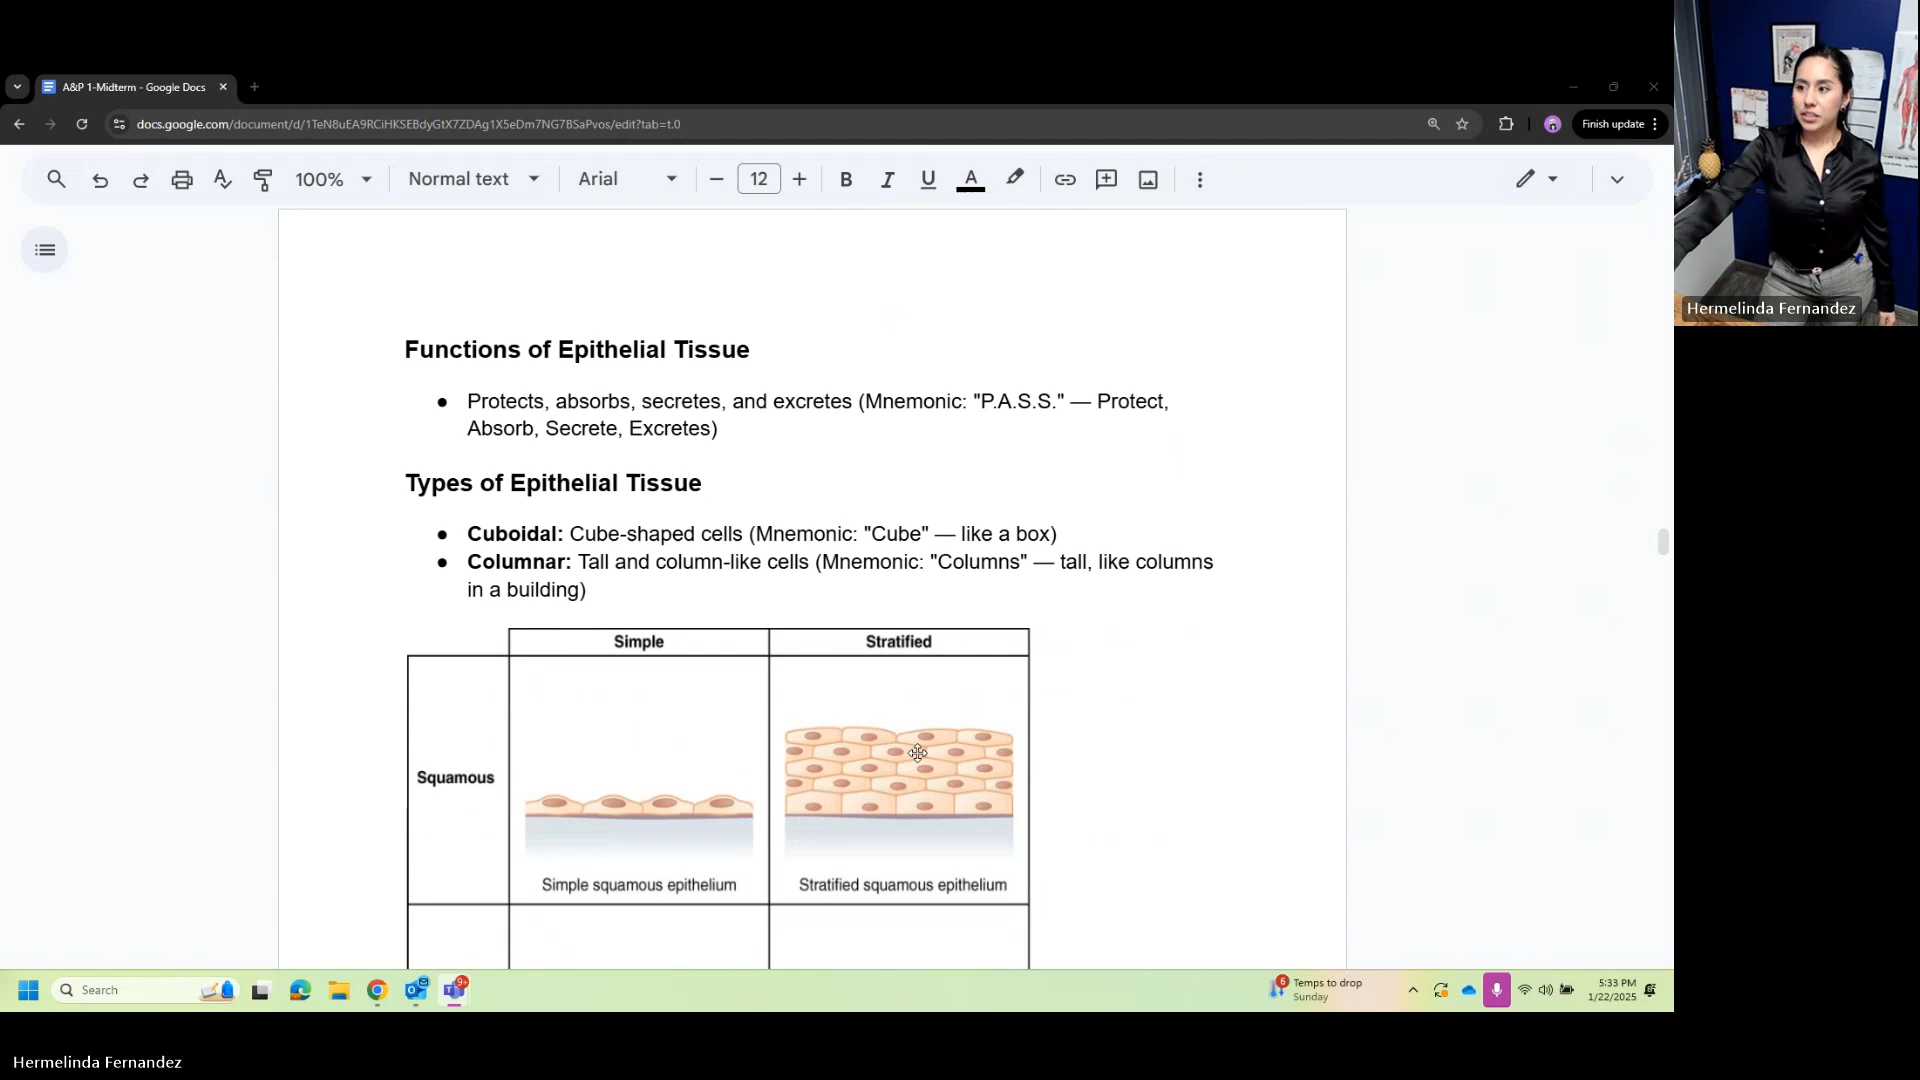 A&P 1-Midterm - Google Docs
docs.google.com/document/d/1TeN8uEA9RCiHKSEBdyGtX7ZDAg1X5eDm7NG7BSaPvos/edit?tab=t.0
Finish update
100%
Normal text
Arial
12
B
I
U
A
Functions of Epithelial Tissue
● Protects, absorbs, secretes, and excretes (Mnemonic: "P.A.S.S." — Protect,
Absorb, Secrete, Excretes)
Types of Epithelial Tissue
● Cuboidal: Cube-shaped cells (Mnemonic: "Cube" — like a box)
● Columnar: Tall and column-like cells (Mnemonic: "Columns" — tall, like columns
in a building)
Simple
Stratified
Squamous
Simple squamous epithelium
Stratified squamous epithelium
Hermelinda Fernandez
Search
9+
6
Temps to drop
Sunday
5:33 PM
1/22/2025
Hermelinda Fernandez